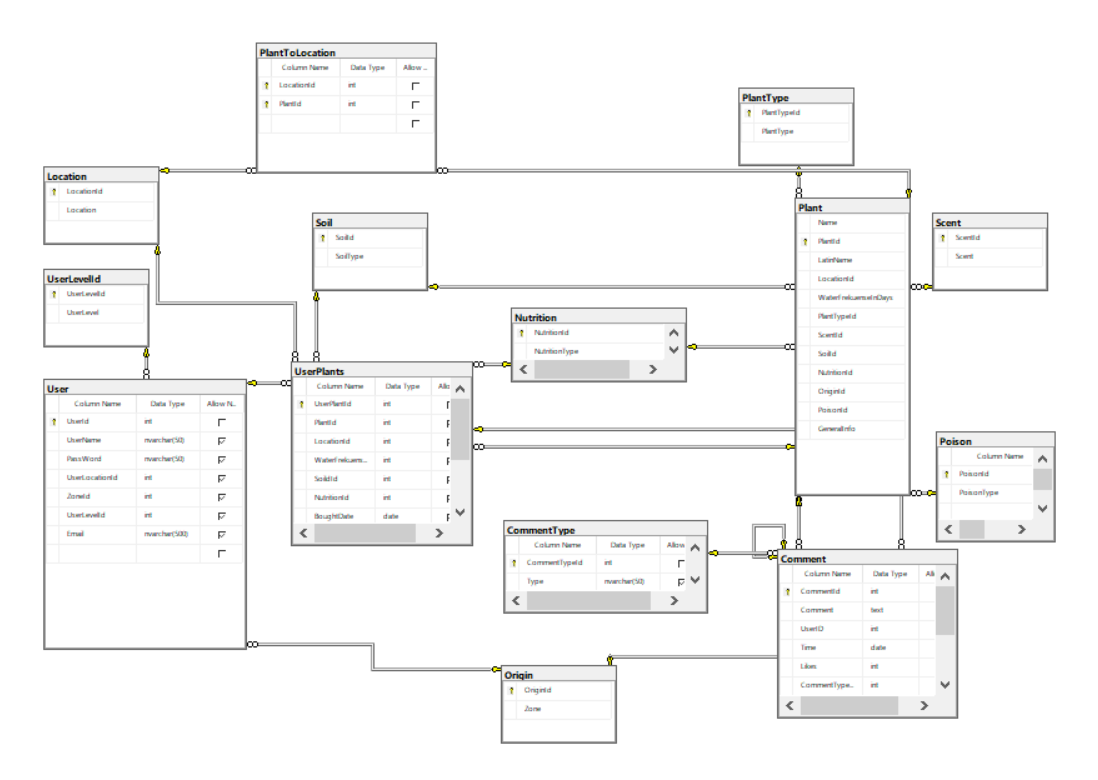 PlantToLocation
Column Name Data Type Allow ...
LocationId int
PlantId int
PlantType
PlantTypeId
PlantType
Location
LocationId
Location
Soil
SoilId
SoilType
Plant
Name
PlantId
LatinName
LocationId
WaterFrekuenseInDays
PlantTypeId
ScentId
SoilId
NutritionId
OriginId
PoisonId
GeneralInfo
Scent
ScentId
Scent
UserLevelId
UserLevelId
UserLevel
Nutrition
NutritionId
NutritionType
User
Column Name Data Type Allow N...
UserId int
UserName nvarchar(50)
PassWord nvarchar(50)
UserLocationId int
ZoneId int
UserLevelId int
Email nvarchar(500)
UserPlants
Column Name Data Type Allo
UserPlantId int
PlantId int
LocationId int
WaterFrekuens... int
SoildId int
NutritionId int
BoughtDate date
Poison
Column Name
PoisonId
PoisonType
CommentType
Column Name Data Type Allow
CommentTypeId int
Type nvarchar(50)
Comment
Column Name Data Type All
CommentId int
Comment text
UserID int
Time date
Likes int
CommentType... int
Origin
OriginId
Zone